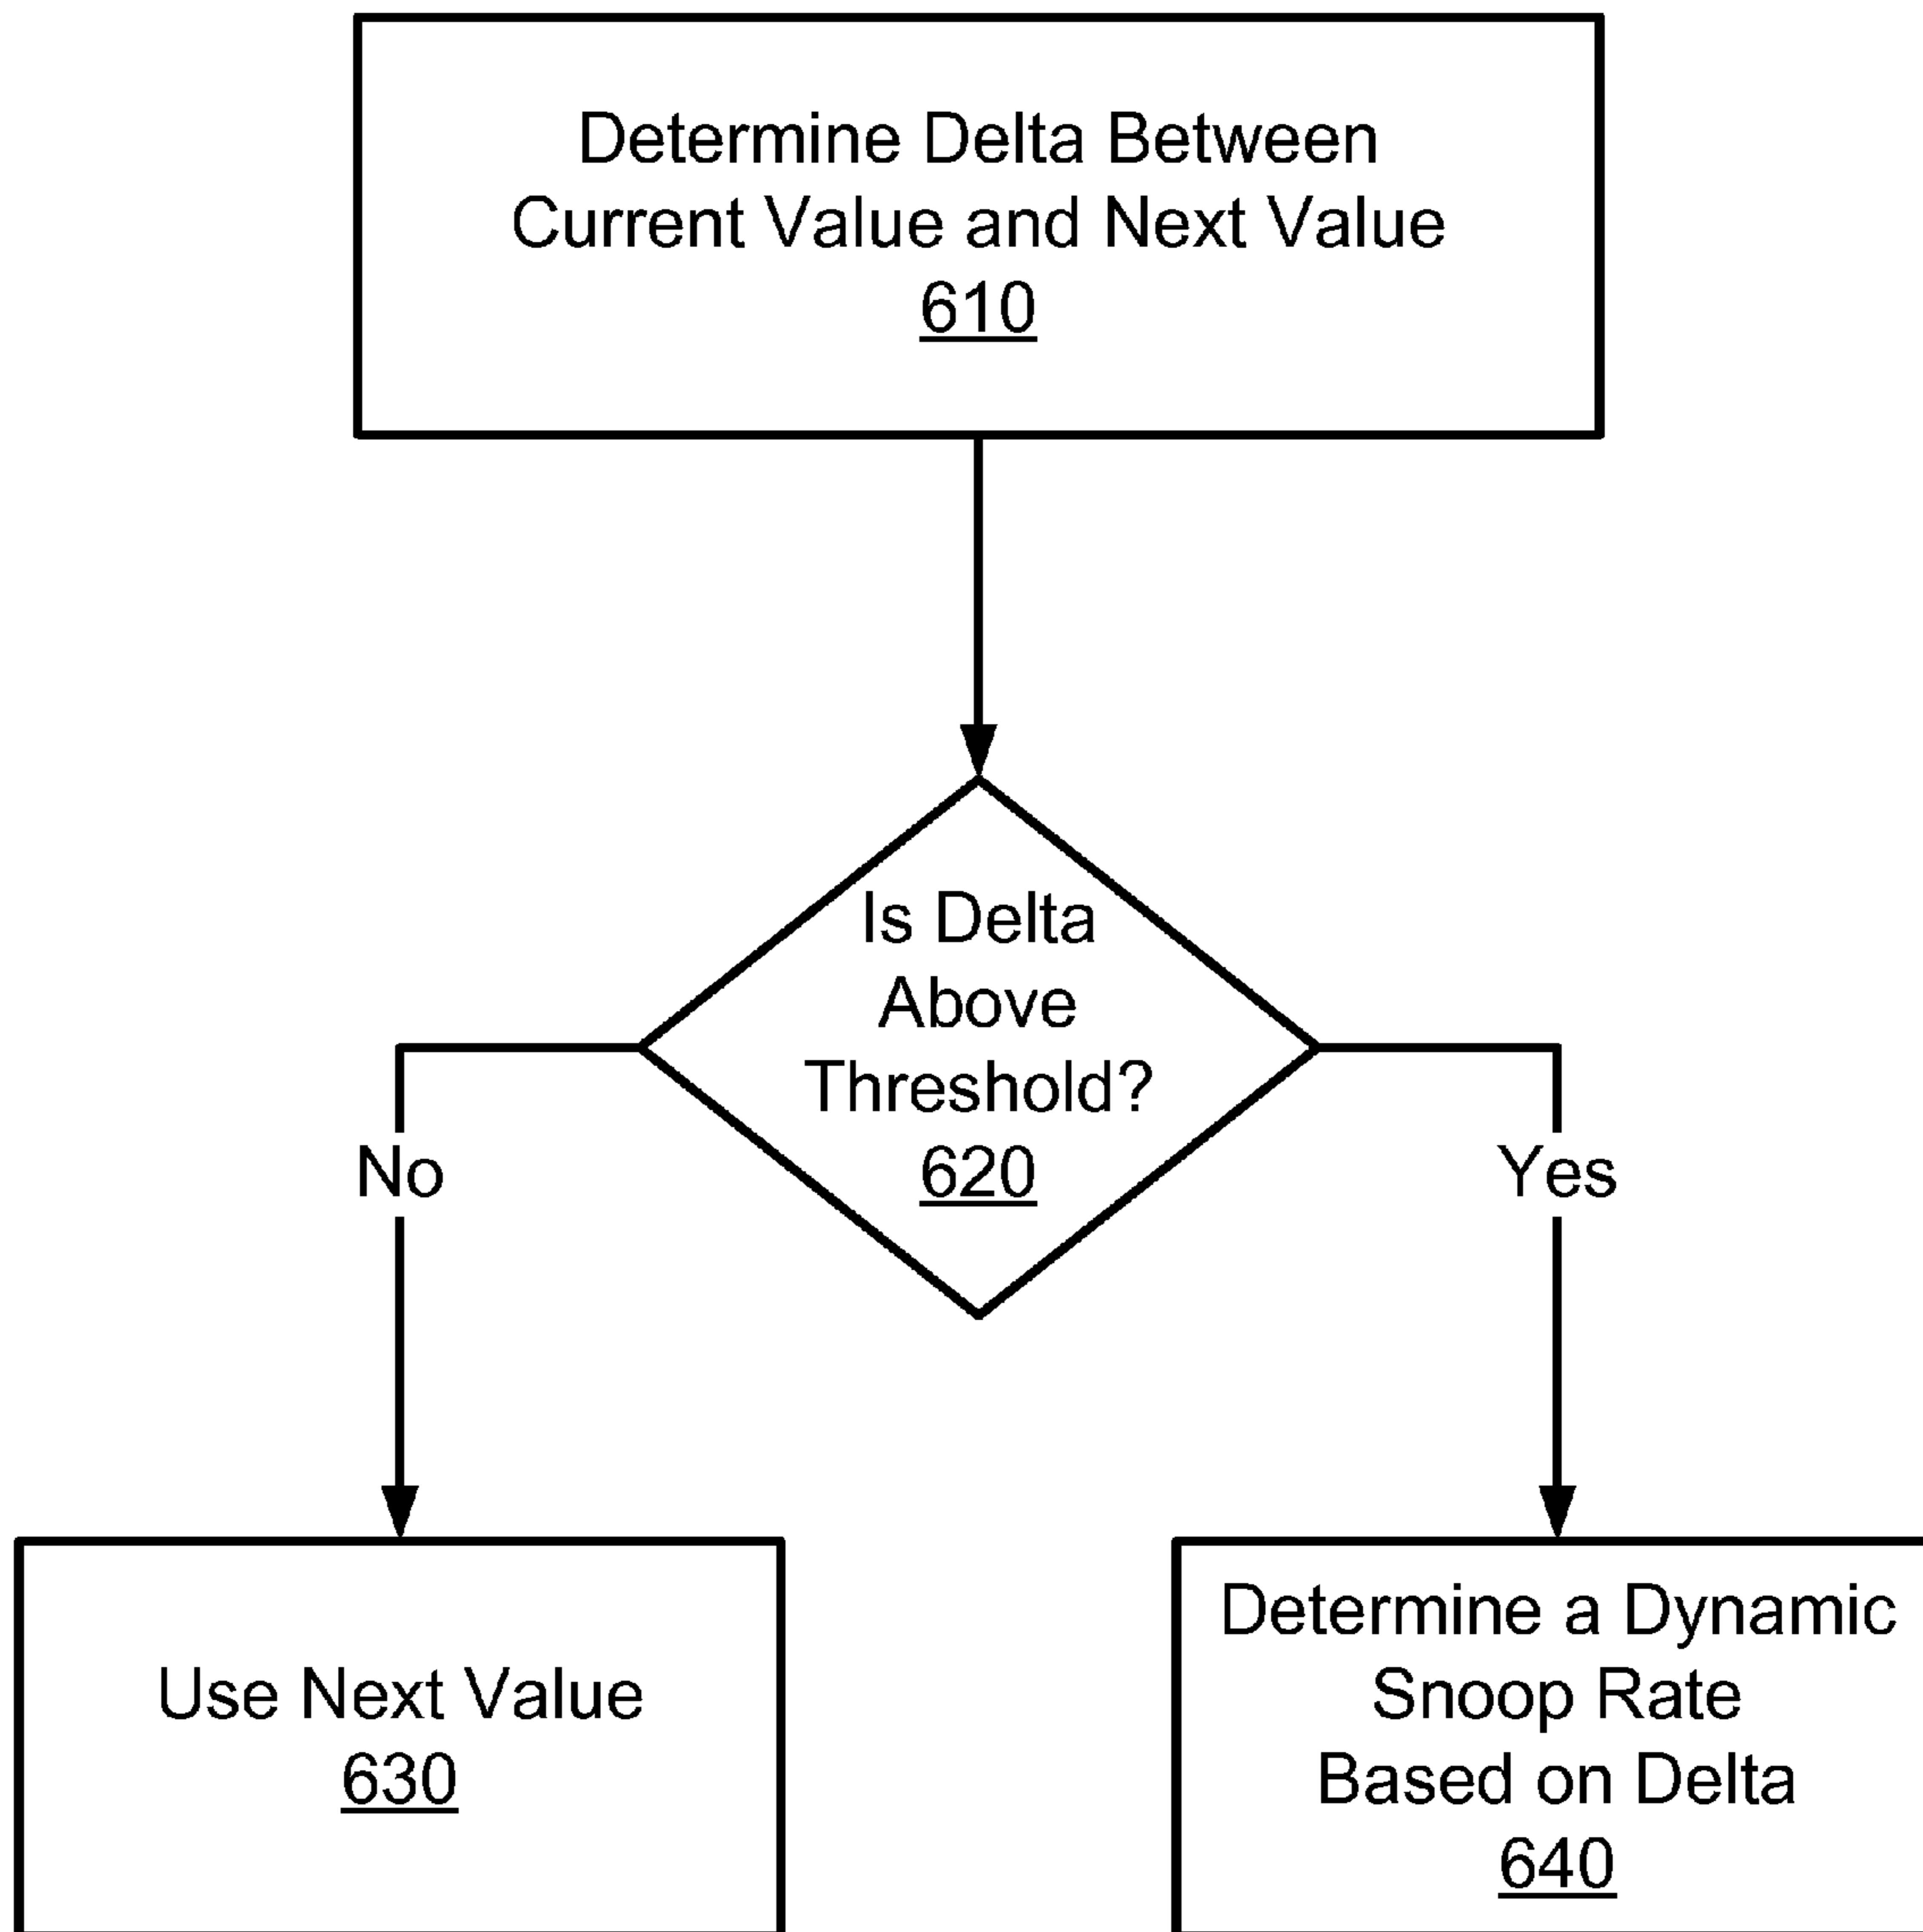 Determine Delta Between
Current Value and Next Value
610
Is Delta
Above
Threshold?
620
No
Yes
Use Next Value
630
Determine a Dynamic
Snoop Rate
Based on Delta
640